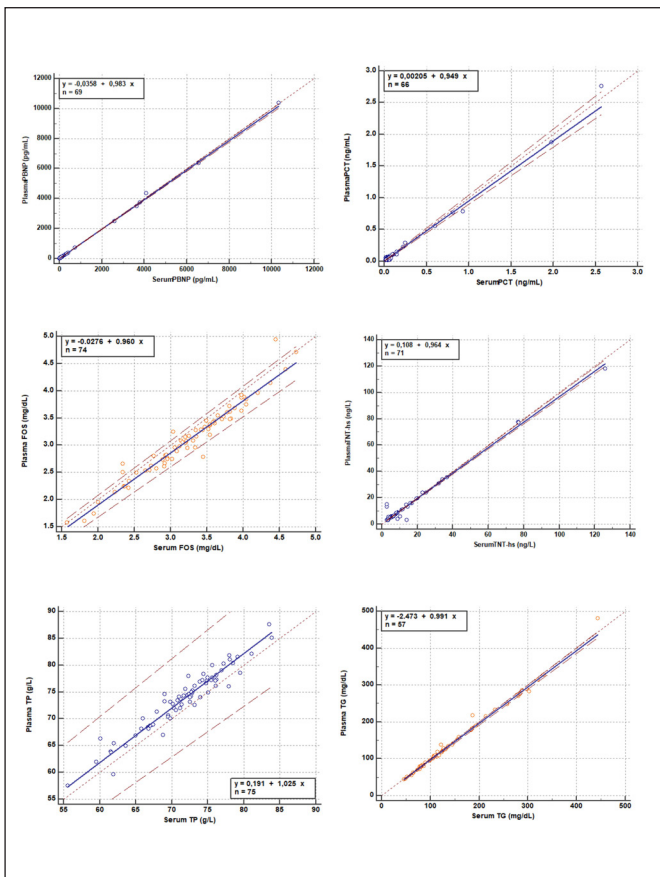 y = -0,0358 + 0,983 x
n = 69
12000
10000
8000
6000
4000
2000
0
PlasmaPBNP (pg/mL)
0 2000 4000 6000 8000 10000 12000
SerumPBNP (pg/mL)
y = 0,00205 + 0,949 x
n = 66
3.0
2.5
2.0
1.5
1.0
0.5
0.0
PlasmaPCT (ng/mL)
0.0 0.5 1.0 1.5 2.0 2.5 3.0
SerumPCT (ng/mL)
y = -0.0276 + 0.960 x
n = 74
5.0
4.5
4.0
3.5
3.0
2.5
2.0
1.5
Plasma FOS (mg/dL)
1.5 2.0 2.5 3.0 3.5 4.0 4.5 5.0
Serum FOS (mg/dL)
y = 0,108 + 0,964 x
n = 71
140
120
100
80
60
40
20
0
PlasmaTNT-hs (ng/L)
0 20 40 60 80 100 120 140
SerumTNT-hs (ng/L)
90
85
80
75
70
65
60
55
Plasma TP (g/L)
y = 0,191 + 1,025 x
n = 75
55 60 65 70 75 80 85 90
Serum TP (g/L)
y = -2.473 + 0.991 x
n = 57
500
400
300
200
100
0
Plasma TG (mg/dL)
0 100 200 300 400 500
Serum TG (mg/dL)